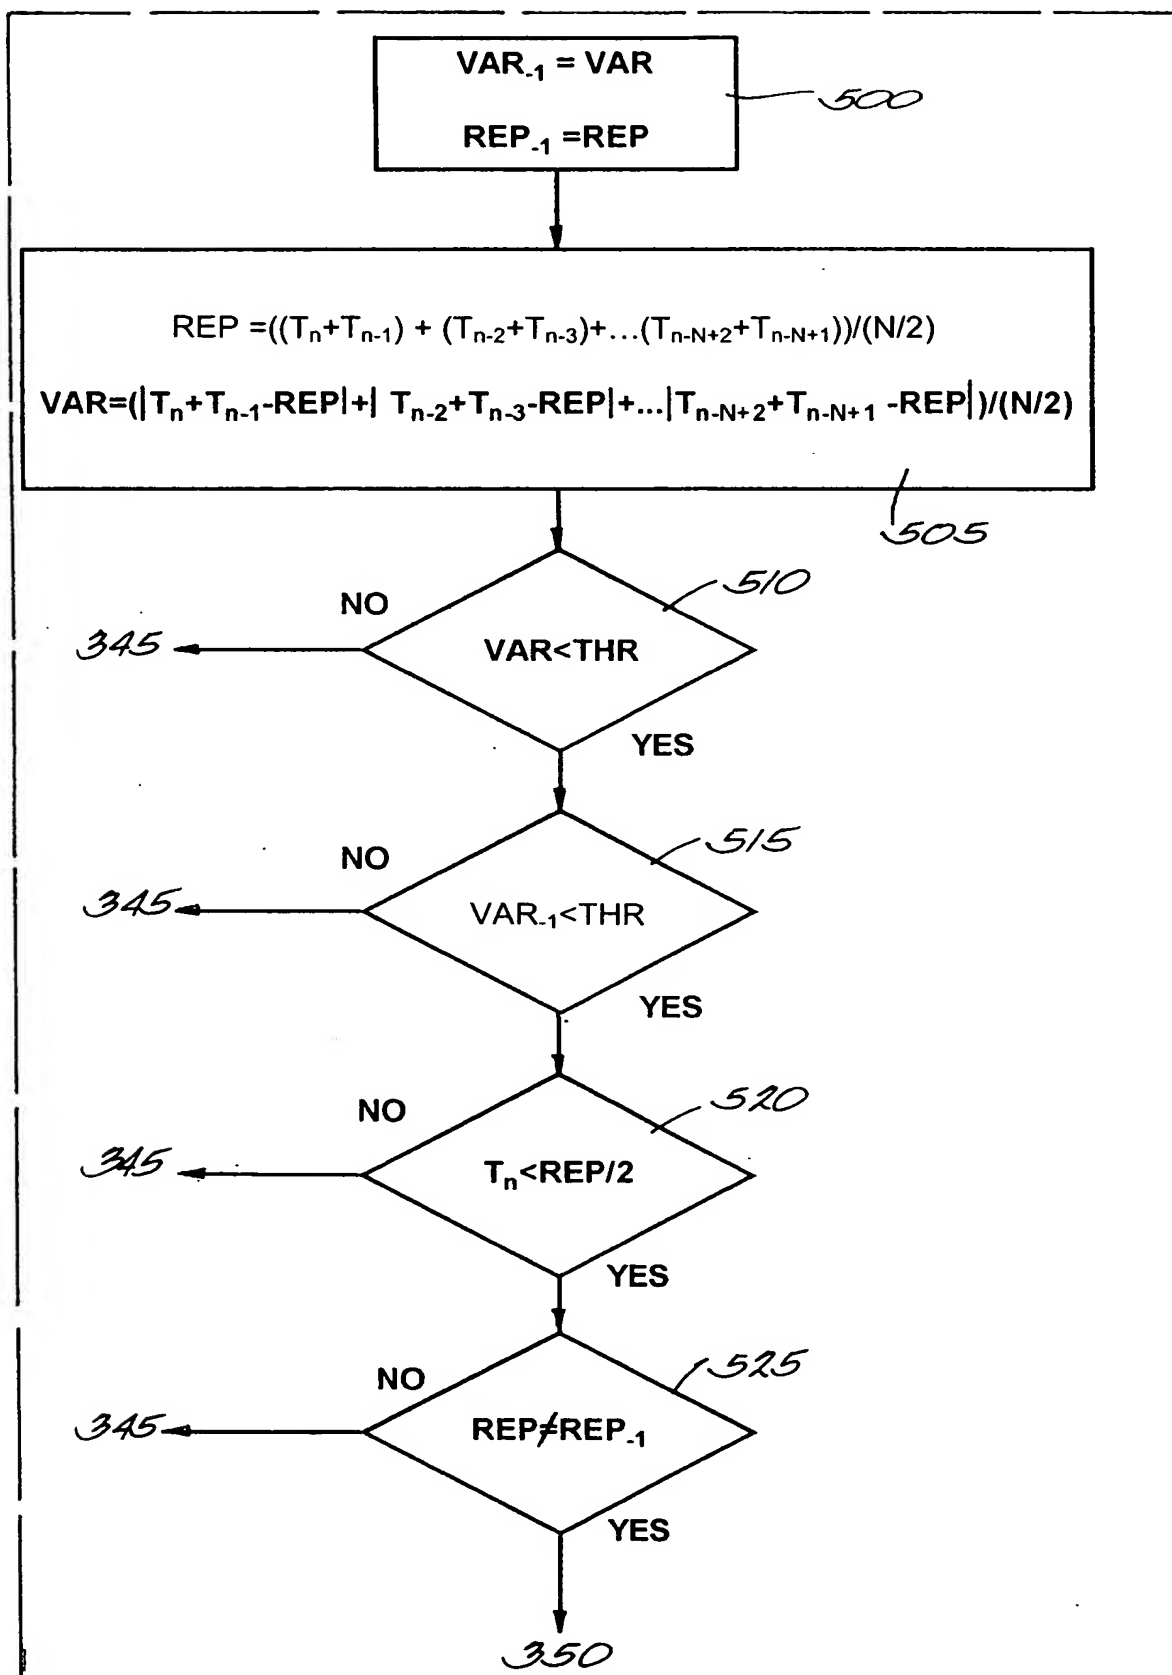 VAR₋₁ = VAR
500
REP₋₁ =REP
REP =((Tₙ+Tₙ₋₁) + (Tₙ₋₂+Tₙ₋₃)+...(Tₙ₋N₊₂+Tₙ₋N₊₁))/(N/2)
VAR=(|Tₙ+Tₙ₋₁-REP|+| Tₙ₋₂+Tₙ₋₃-REP|+...|Tₙ₋N₊₂+Tₙ₋N₊₁ -REP|)/(N/2)
505
510
NO
345
VAR<THR
YES
515
NO
345
VAR₋₁<THR
YES
520
NO
345
Tₙ<REP/2
YES
525
NO
345
REP≠REP₋₁
YES
350